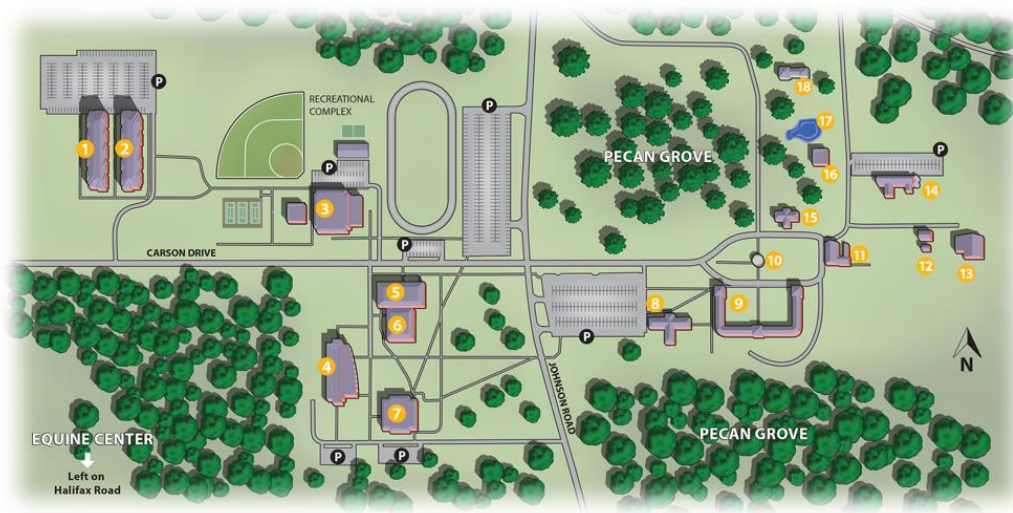 P
P
P
P
P
P
P
P
RECREATIONAL
COMPLEX
PECAN GROVE
CARSON DRIVE
JOHNSON ROAD
PECAN GROVE
EQUINE CENTER
Left on
Halifax Road
N
1
2
3
4
5
6
7
8
9
10
11
12
13
14
15
16
17
18